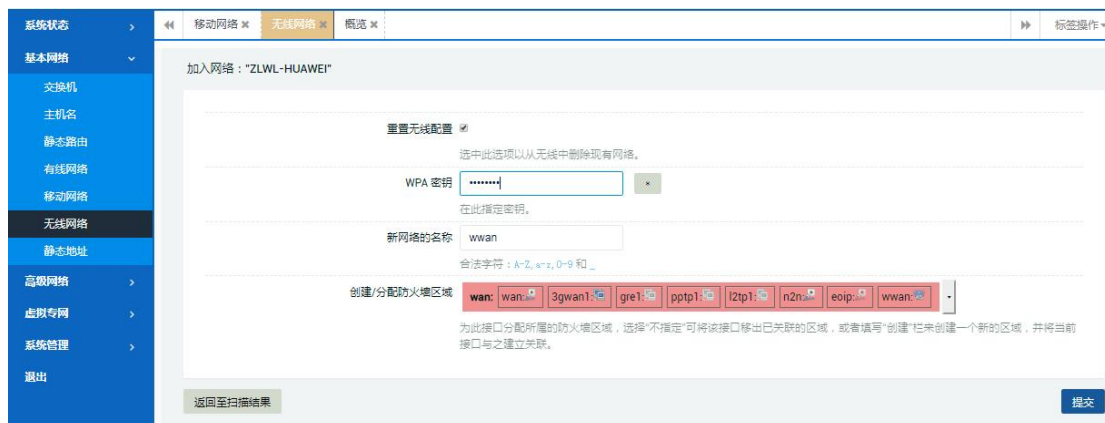 系统状态
移动网络
无线网络
概览
标签操作
基本网络
交换机
主机名
静态路由
有线网络
移动网络
无线网络
静态地址
高级网络
虚拟专网
系统管理
退出
加入网络："ZLWL-HUAWEI"
重置无线配置
选中此选项以从无线中删除现有网络。
WPA 密钥 ••••••••
*
在此指定密钥。
新网络的名称 wwan
合法字符：A-Z, a-z, 0-9 和 _
创建/分配防火墙区域 wan: wan: 3gwan1: gre1: pptp1: l2tp1: n2n: eoip: wwan:
为此接口分配所属的防火墙区域，选择"不指定"可将该接口移出已关联的区域，或者填写"创建"栏来创建一个新的区域，并将当前
接口与之建立关联。
返回至扫描结果
提交